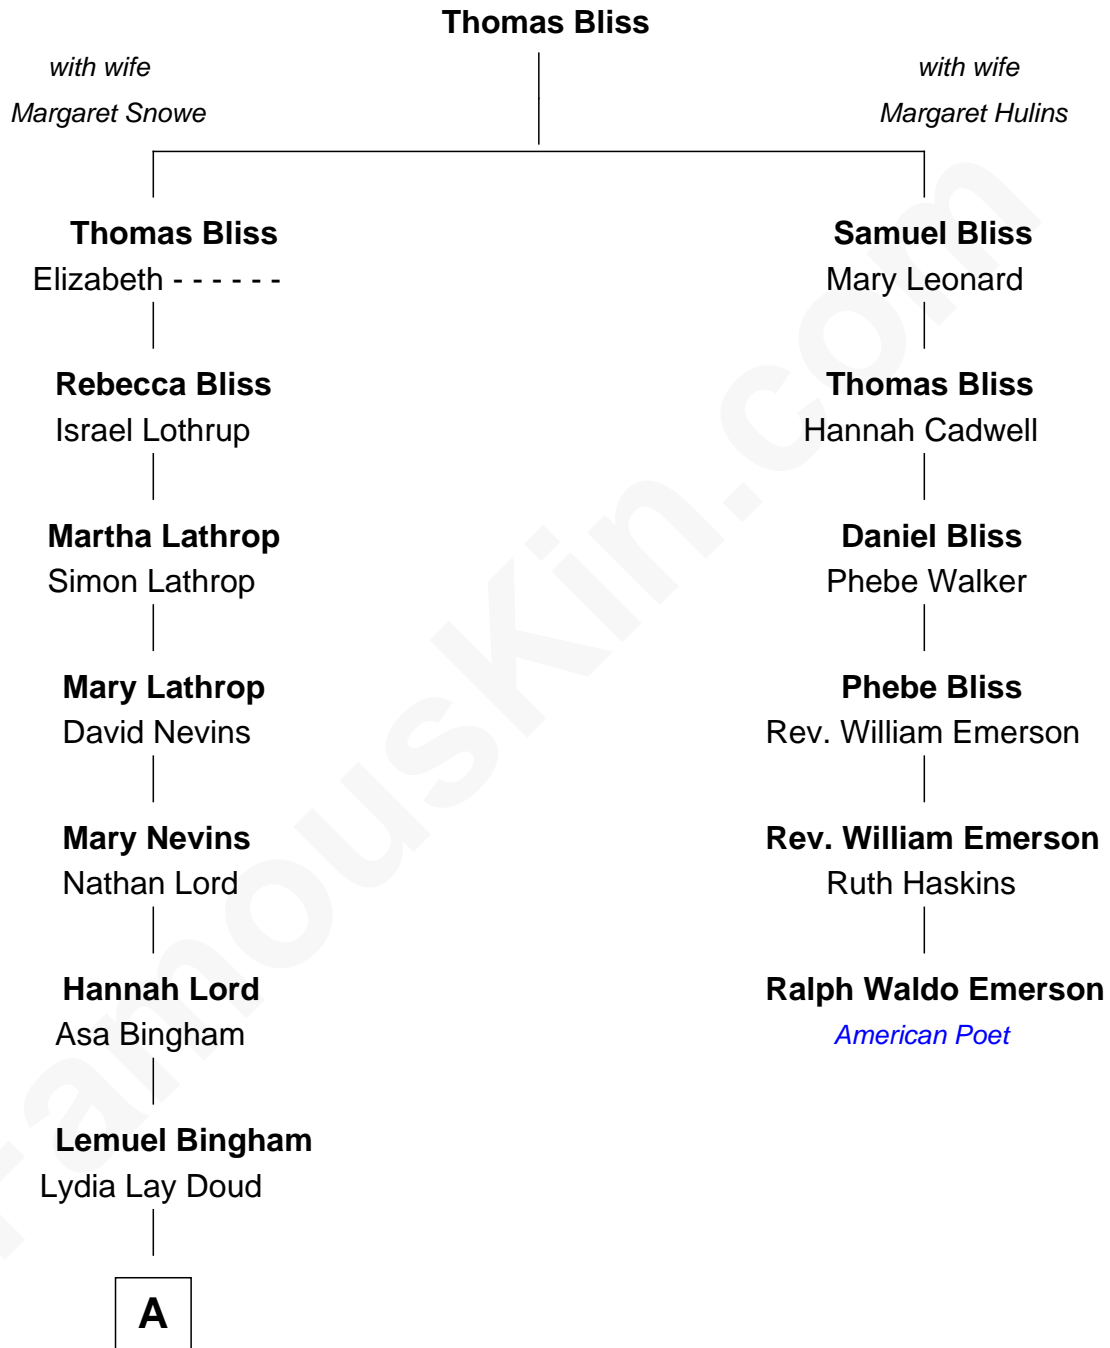 Thomas Bliss
with wife
Margaret Snowe
with wife
Margaret Hulins
Thomas Bliss
Elizabeth - - - - - -
Samuel Bliss
Mary Leonard
Rebecca Bliss
Israel Lothrup
Thomas Bliss
Hannah Cadwell
Martha Lathrop
Simon Lathrop
Daniel Bliss
Phebe Walker
Mary Lathrop
David Nevins
Phebe Bliss
Rev. William Emerson
Mary Nevins
Nathan Lord
Rev. William Emerson
Ruth Haskins
Hannah Lord
Asa Bingham
Ralph Waldo Emerson
American Poet
Lemuel Bingham
Lydia Lay Doud
A
FamousKin.com